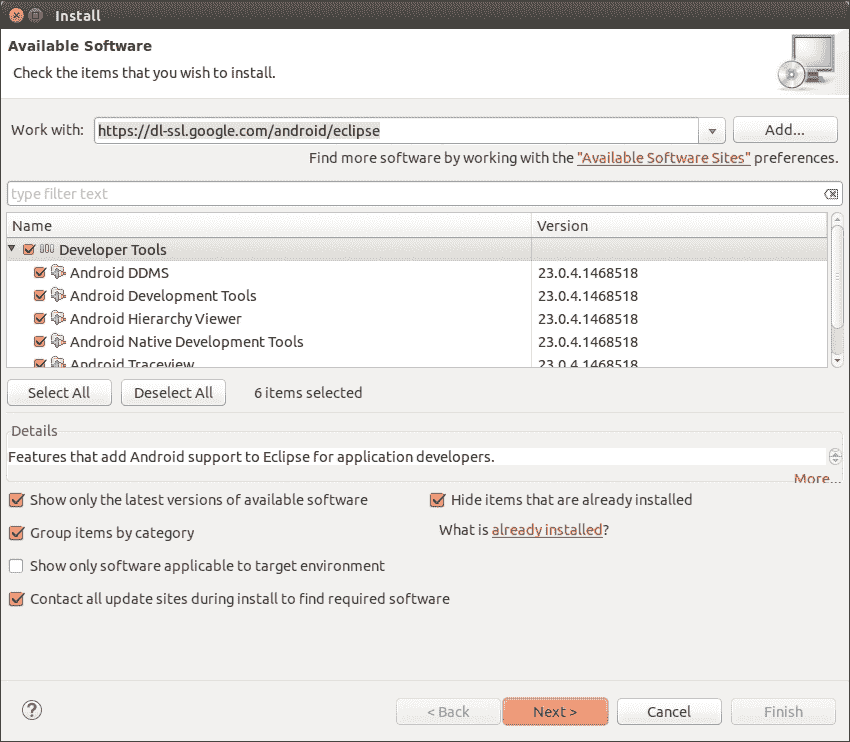 Install
Available Software
Check the items that you wish to install.
Work with: https://dl-ssl.google.com/android/eclipse Add...
Find more software by working with the "Available Software Sites" preferences.
type filter text
Name Version
Developer Tools
Android DDMS 23.0.4.1468518
Android Development Tools 23.0.4.1468518
Android Hierarchy Viewer 23.0.4.1468518
Android Native Development Tools 23.0.4.1468518
Android Traceview 23.0.4.1468518
Select All Deselect All 6 items selected
Details
Features that add Android support to Eclipse for application developers.
More...
Show only the latest versions of available software Hide items that are already installed
Group items by category What is already installed?
Show only software applicable to target environment
Contact all update sites during install to find required software
? < Back Next > Cancel Finish